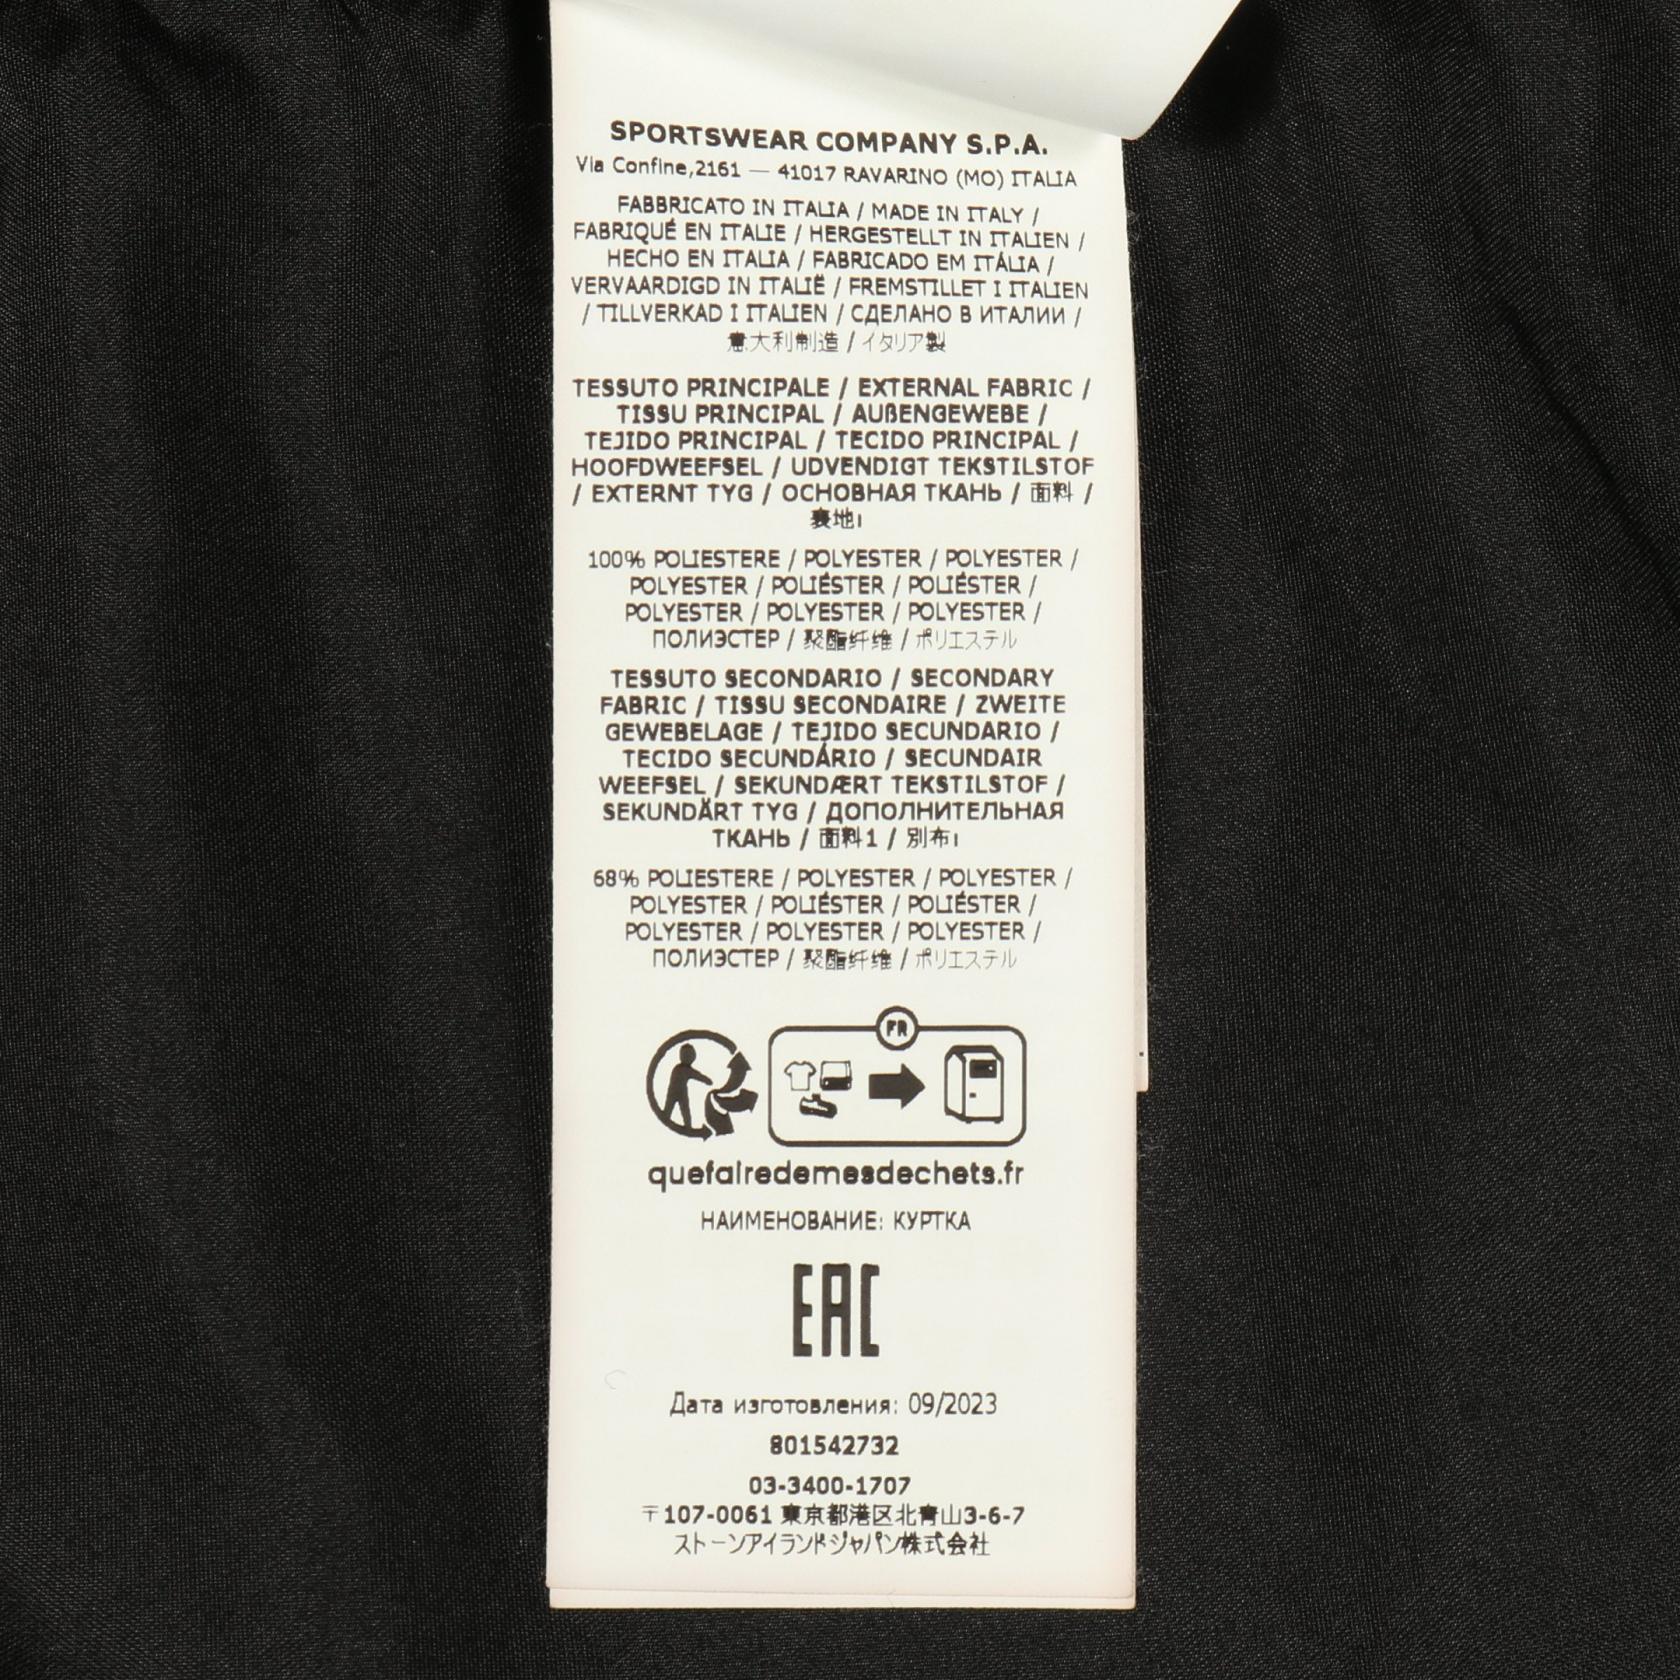 SPORTSWEAR COMPANY S.P.A.
Via Confine,2161 — 41017 RAVARINO (MO) ITALIA
FABBRICATO IN ITALIA / MADE IN ITALY /
FABRIQUÉ EN ITALIE / HERGESTELLT IN ITALIEN /
HECHO EN ITALIA / FABRICADO EM ITÁLIA /
VERVAARDIGD IN ITALIË / FREMSTILLET I ITALIEN
/ TILLVERKAD I ITALIEN / СДЕЛАНО В ИТАЛИИ /
意大利制造 / イタリア製
TESSUTO PRINCIPALE / EXTERNAL FABRIC /
TISSU PRINCIPAL / AUßENGEWEBE /
TEJIDO PRINCIPAL / TECIDO PRINCIPAL /
HOOFDWEEFSEL / UDVENDIGT TEKSTILSTOF
/ EXTERNT TYG / ОСНОВНАЯ ТКАНЬ / 面料 /
裏地1
100% POLIESTERE / POLYESTER / POLYESTER /
POLYESTER / POLIÉSTER / POLIÉSTER /
POLYESTER / POLYESTER / POLYESTER /
ПОЛИЭСТЕР / 聚酯纤维 / ポリエステル
TESSUTO SECONDARIO / SECONDARY
FABRIC / TISSU SECONDAIRE / ZWEITE
GEWEBELAGE / TEJIDO SECUNDARIO /
TECIDO SECUNDÁRIO / SECUNDAIR
WEEFSEL / SEKUNDÆRT TEKSTILSTOF /
SEKUNDÄRT TYG / ДОПОЛНИТЕЛЬНАЯ
ТКАНЬ / 面料1 / 別布1
68% POLIESTERE / POLYESTER / POLYESTER /
POLYESTER / POLIÉSTER / POLIÉSTER /
POLYESTER / POLYESTER / POLYESTER /
ПОЛИЭСТЕР / 聚酯纤维 / ポリエステル
FR
quefairedemesdechets.fr
НАИМЕНОВАНИЕ: КУРТКА
EAC
Дата изготовления: 09/2023
801542732
03-3400-1707
〒107-0061 東京都港区北青山3-6-7
ストーンアイランドジャパン株式会社